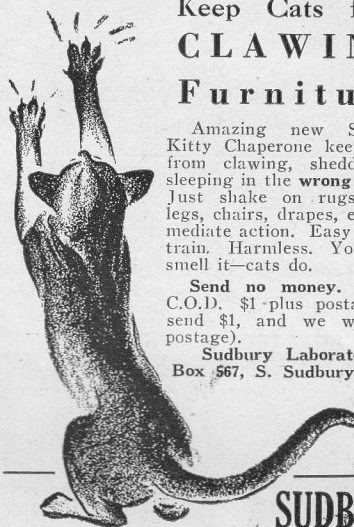 Keep Cats f
CLAWIN
Furnitu
Amazing new S
Kitty Chaperone kee
from clawing, shedd
sleeping in the wrong
Just shake on rugs
legs, chairs, drapes, e
mediate action. Easy
train. Harmless. Yo
smell it—cats do.
Send no money.
C.O.D. $1 plus posta
send $1, and we w
postage).
Sudbury Laborat
Box 567, S. Sudbury
SUDB